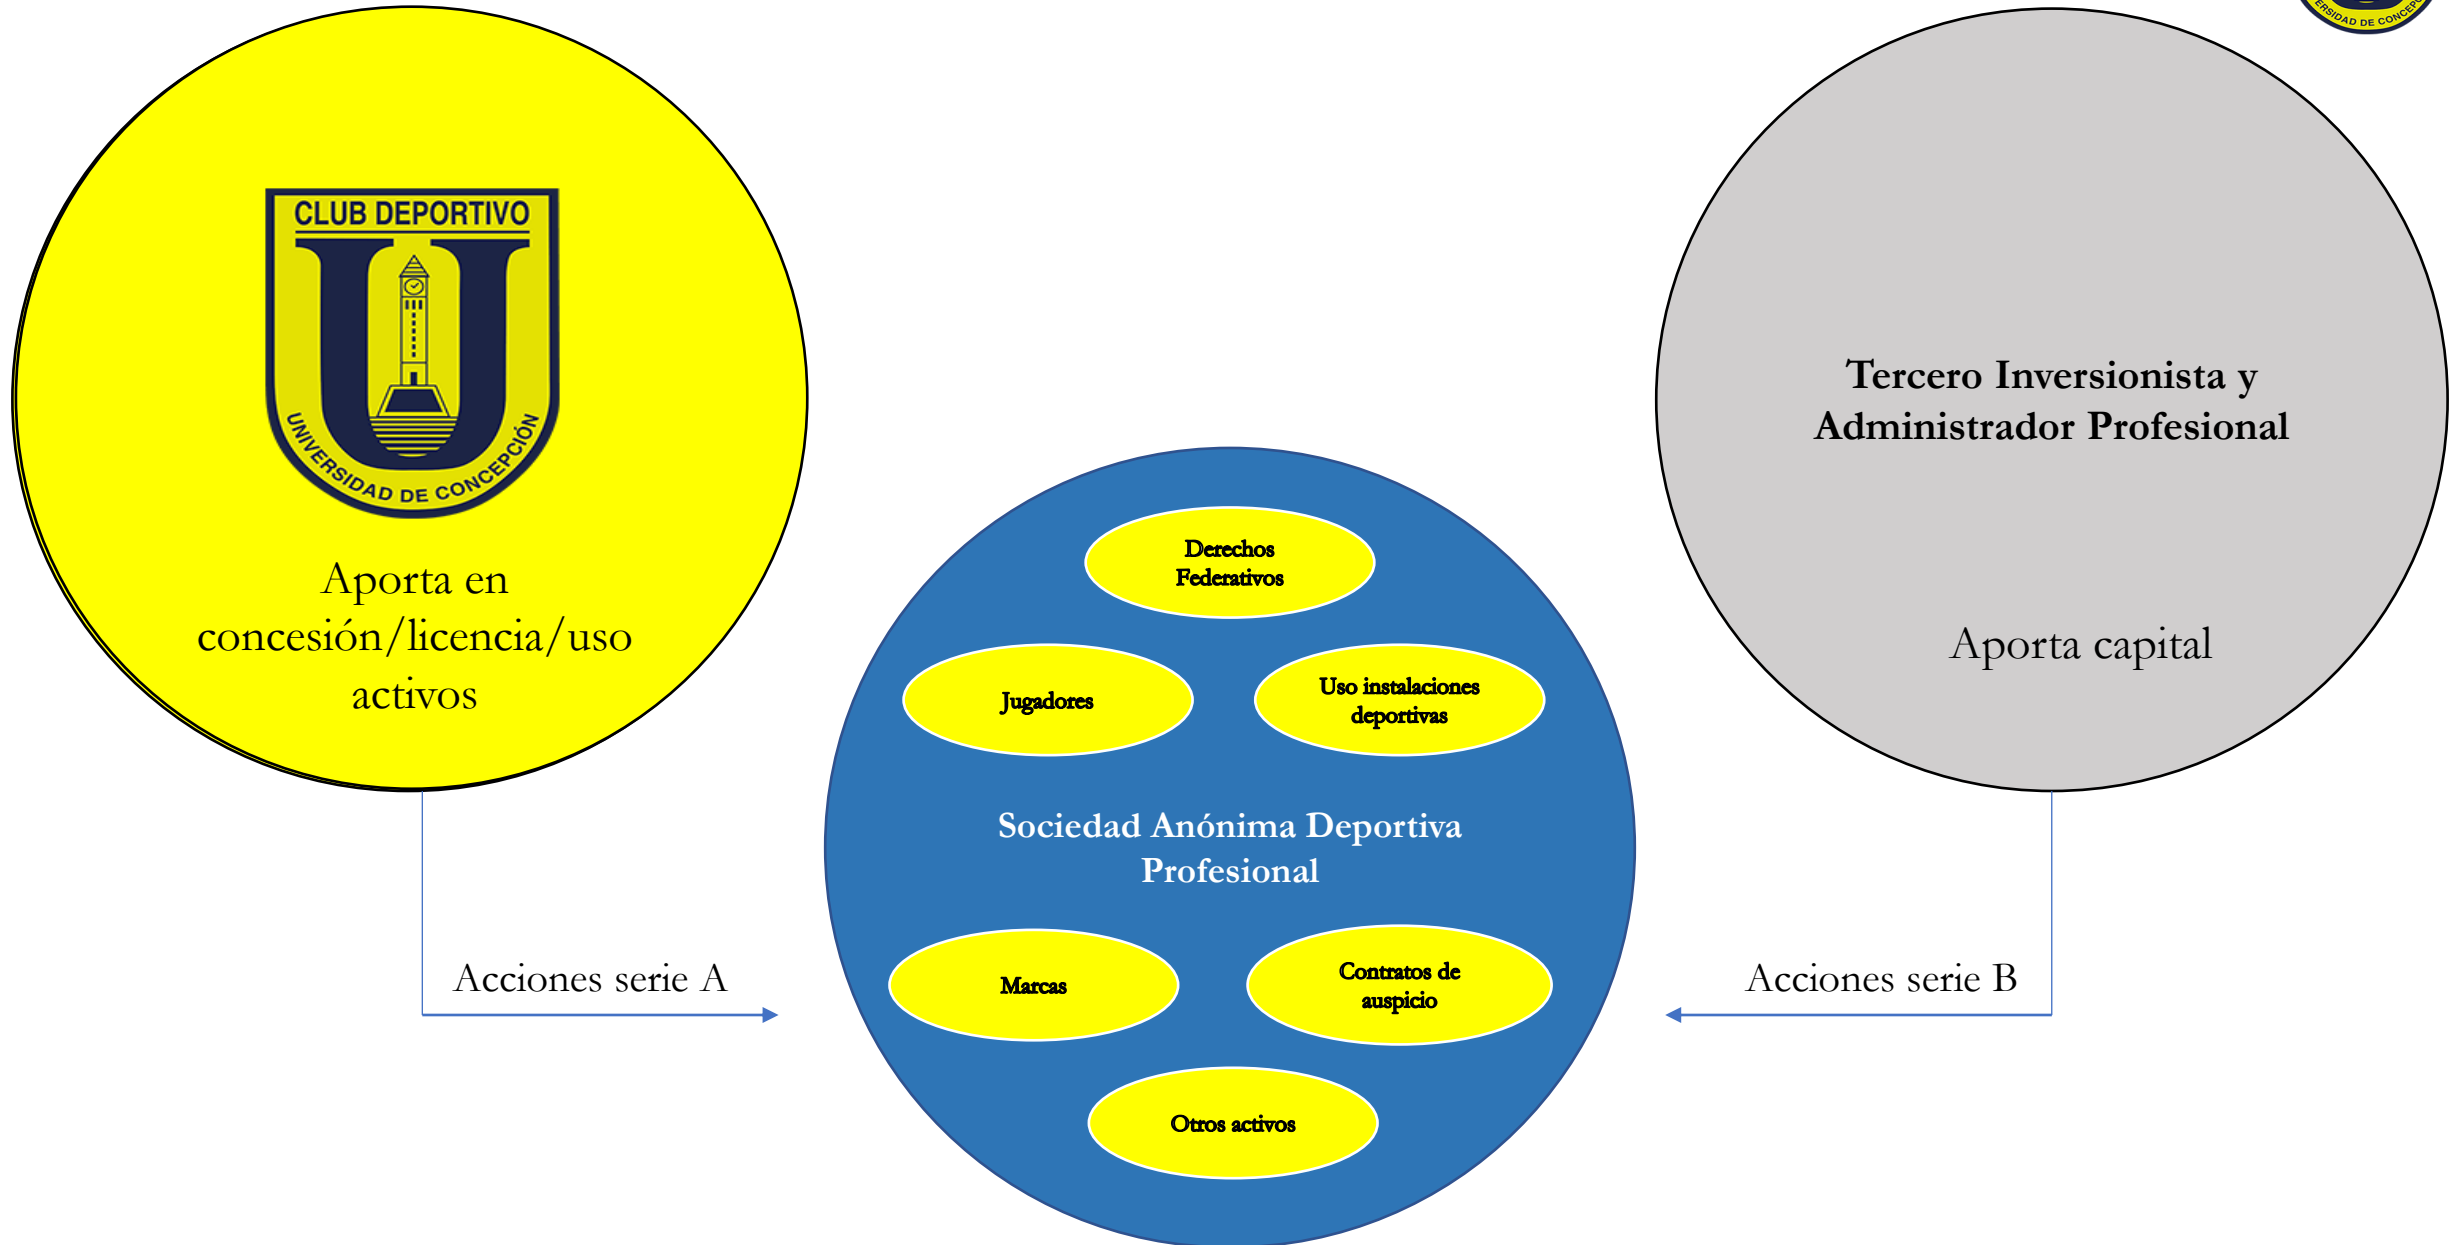 CLUB DEPORTIVO
UNIVERSIDAD DE CONCEPCIÓN
Aporta en
concesión/licencia/uso
activos
Tercero Inversionista y
Administrador Profesional
Aporta capital
Derechos
Federativos
Jugadores
Uso instalaciones
deportivas
Sociedad Anónima Deportiva
Profesional
Acciones serie A
Marcas
Contratos de
auspicio
Acciones serie B
Otros activos